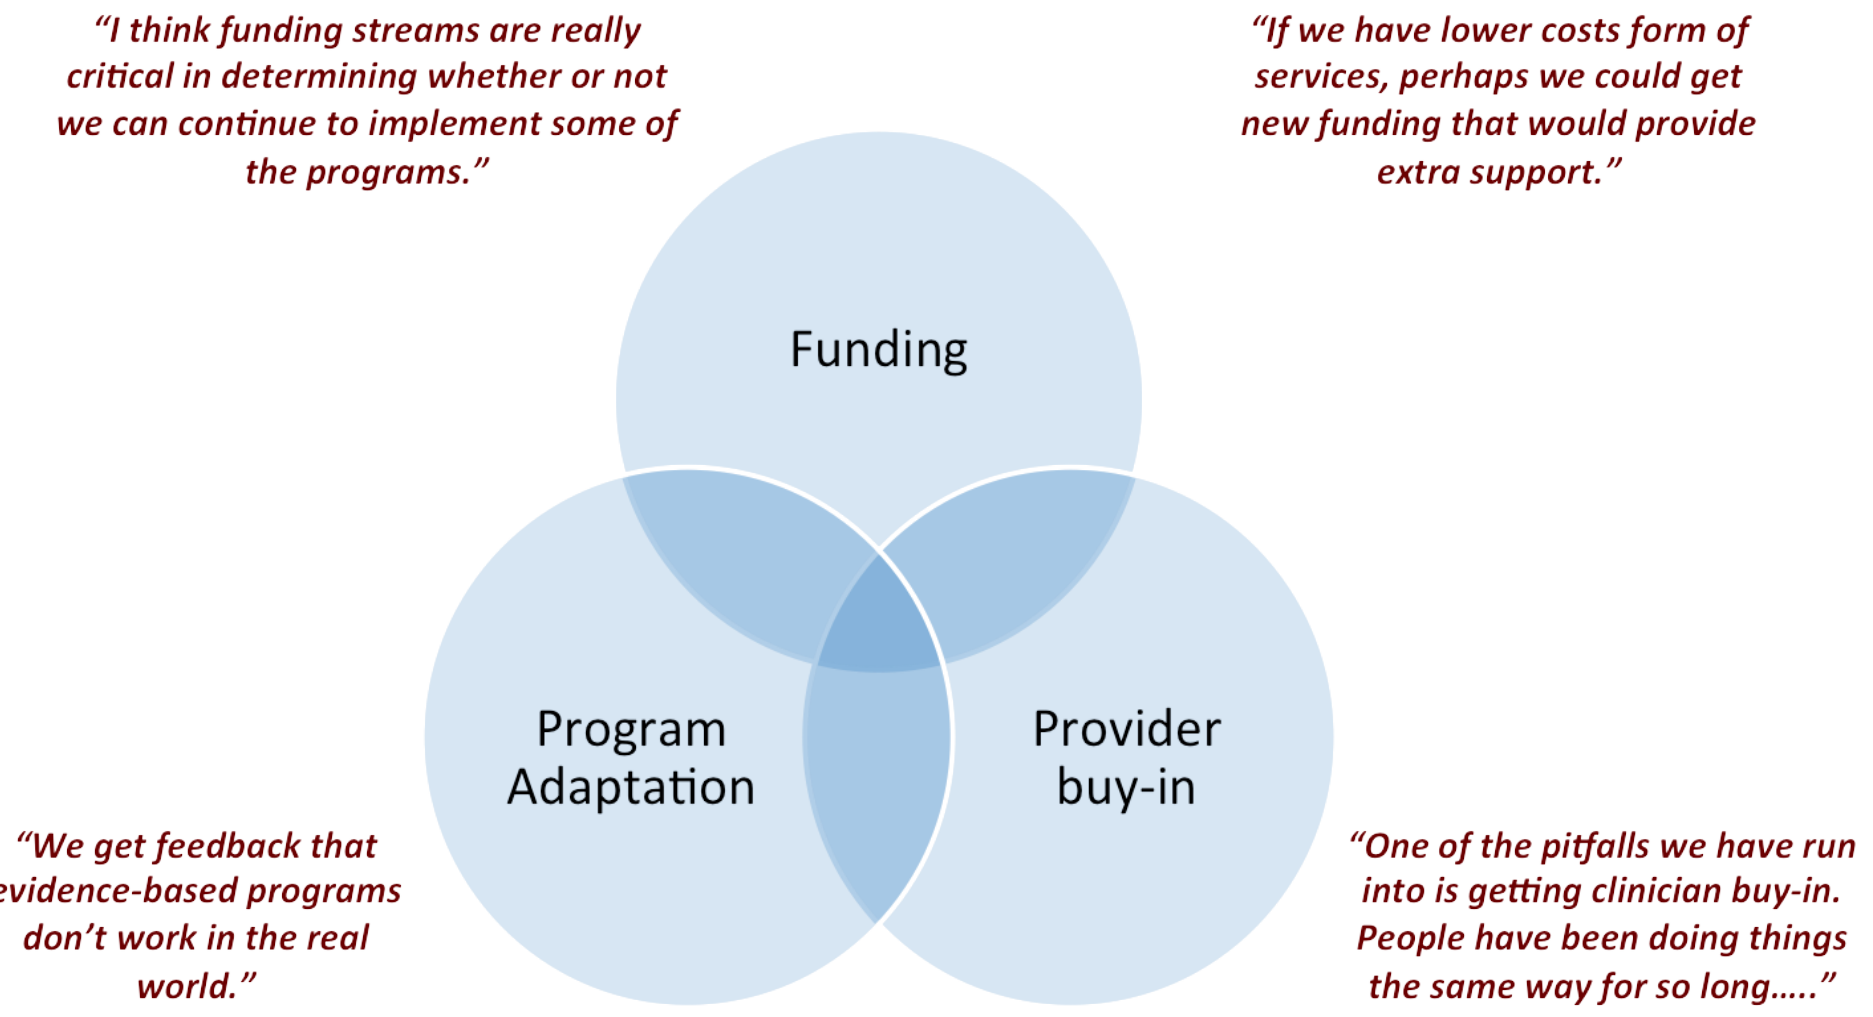 “I think funding streams are really
critical in determining whether or not
we can continue to implement some of
the programs.”
“If we have lower costs form of
services, perhaps we could get
new funding that would provide
extra support.”
Funding
Program
Adaptation
Provider
buy-in
“We get feedback that
evidence-based programs
don’t work in the real
world.”
“One of the pitfalls we have run
into is getting clinician buy-in.
People have been doing things
the same way for so long…..”